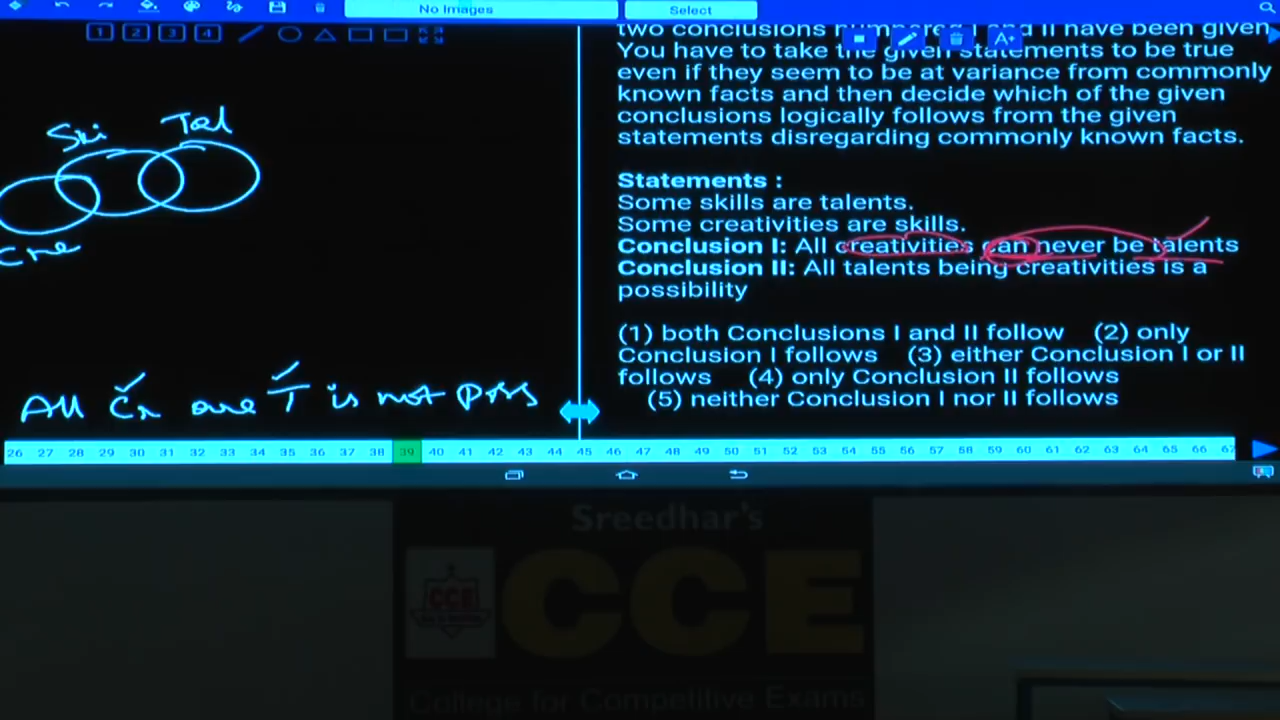 No Images
Select
1 2 3 4
A+
two conclusions numbered I and II have been given
You have to take the given statements to be true
even if they seem to be at variance from commonly
known facts and then decide which of the given
conclusions logically follows from the given
statements disregarding commonly known facts.
Ski Tal
Cre
Statements :
Some skills are talents.
Some creativities are skills.
Conclusion I: All creativities can never be talents
Conclusion II: All talents being creativities is a
possibility
(1) both Conclusions I and II follow (2) only
Conclusion I follows (3) either Conclusion I or II
follows (4) only Conclusion II follows
(5) neither Conclusion I nor II follows
All Cr are T is not poss
26 27 28 29 30 31 32 33 34 35 36 37 38 39 40 41 42 43 44 45 46 47 48 49 50 51 52 53 54 55 56 57 58 59 60 61 62 63 64 65 66 67
Sreedhar's
CCE
CCE
College for Competitive Exams